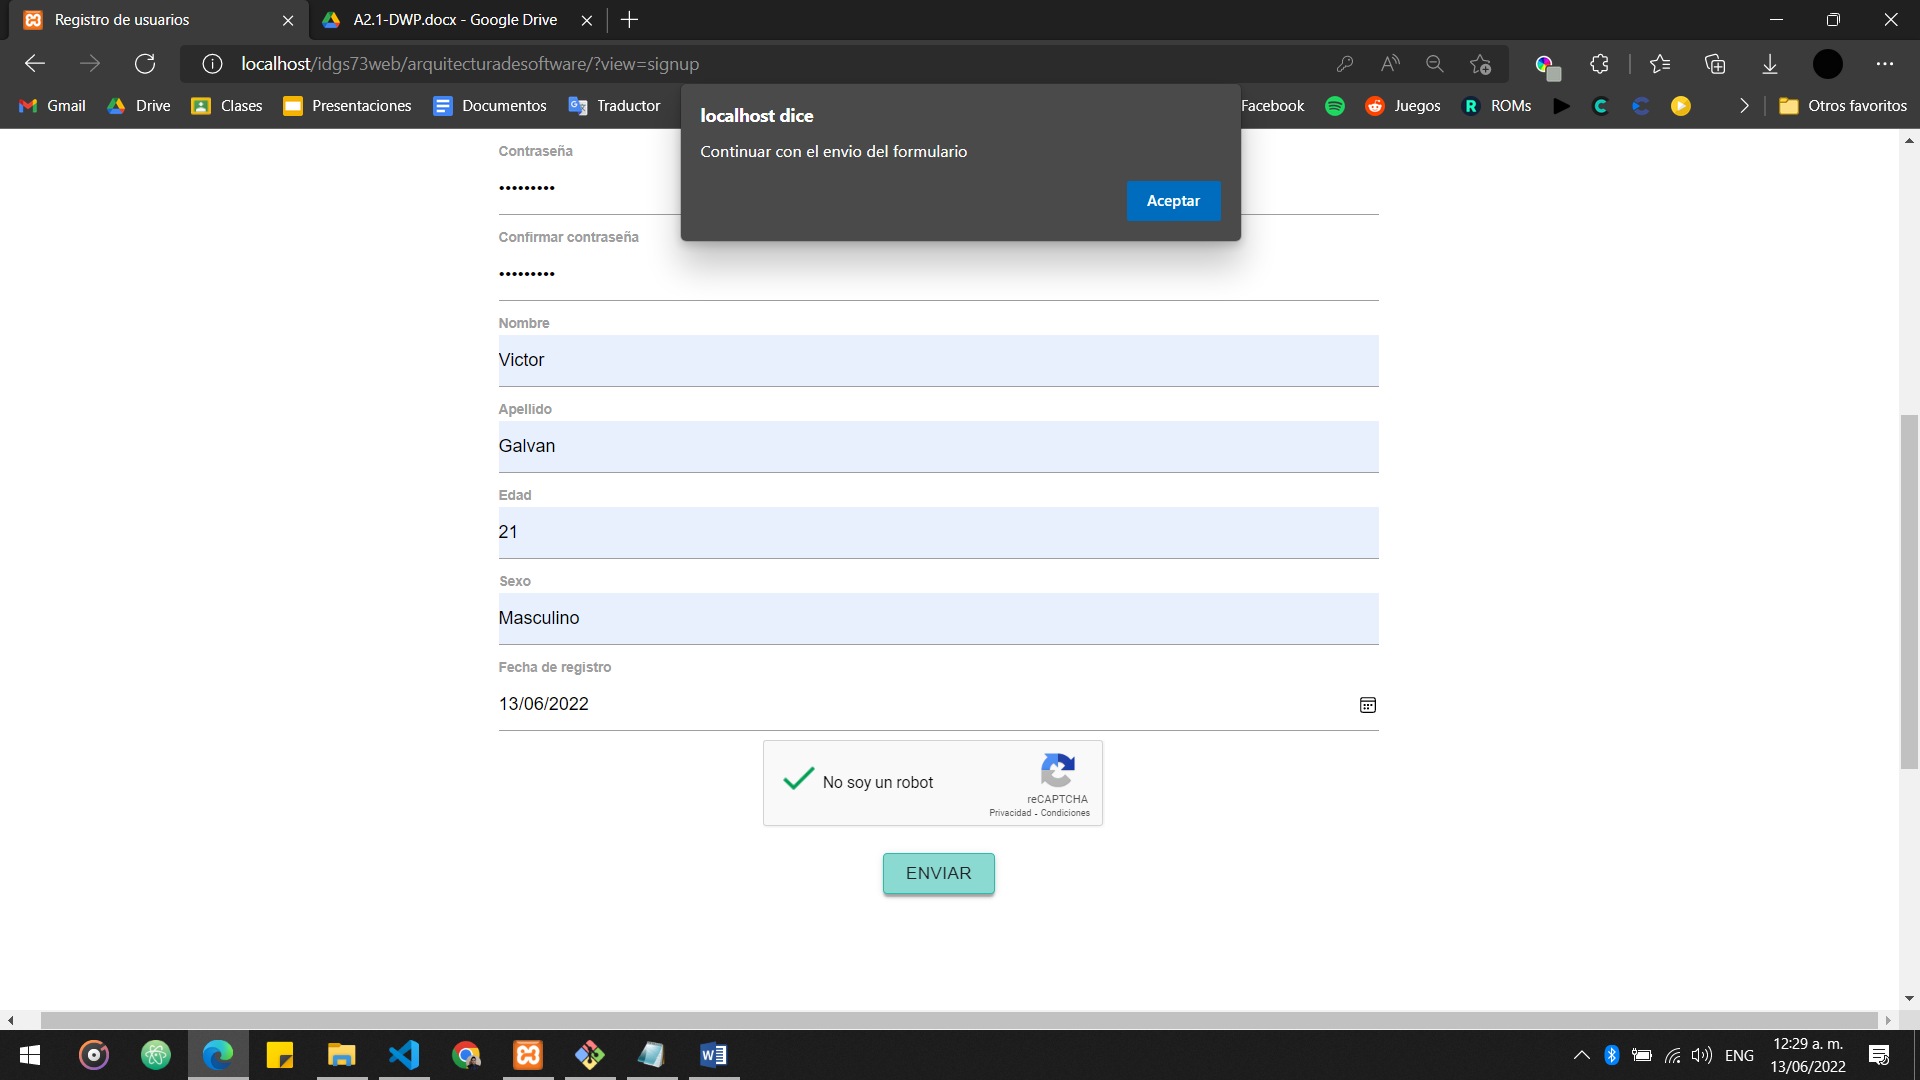 Registro de usuarios
A2.1-DWP.docx - Google Drive
localhost/idgs73web/arquitecturadesoftware/?view=signup
Gmail
Drive
Clases
Presentaciones
Documentos
Traductor
Facebook
Juegos
ROMs
Otros favoritos
localhost dice
Continuar con el envio del formulario
Aceptar
Contraseña
•••••••••
Confirmar contraseña
•••••••••
Nombre
Victor
Apellido
Galvan
Edad
21
Sexo
Masculino
Fecha de registro
13/06/2022
No soy un robot
reCAPTCHA
Privacidad - Condiciones
ENVIAR
ENG
12:29 a. m.
13/06/2022